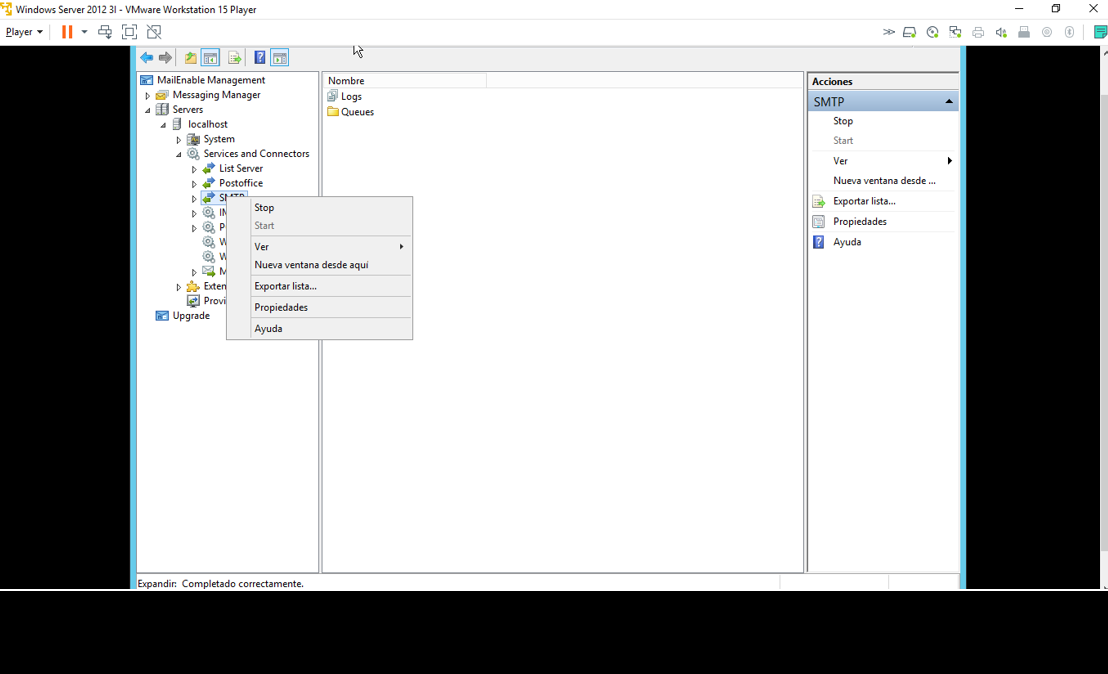 Windows Server 2012 3I - VMware Workstation 15 Player
Player
MailEnable Management
Messaging Manager
Servers
localhost
System
Services and Connectors
List Server
Postoffice
SMTP
Exten
Provi
Upgrade
Stop
Start
Ver
Nueva ventana desde aquí
Exportar lista...
Propiedades
Ayuda
Nombre
Logs
Queues
Acciones
SMTP
Stop
Start
Ver
Nueva ventana desde ...
Exportar lista...
Propiedades
Ayuda
Expandir: Completado correctamente.